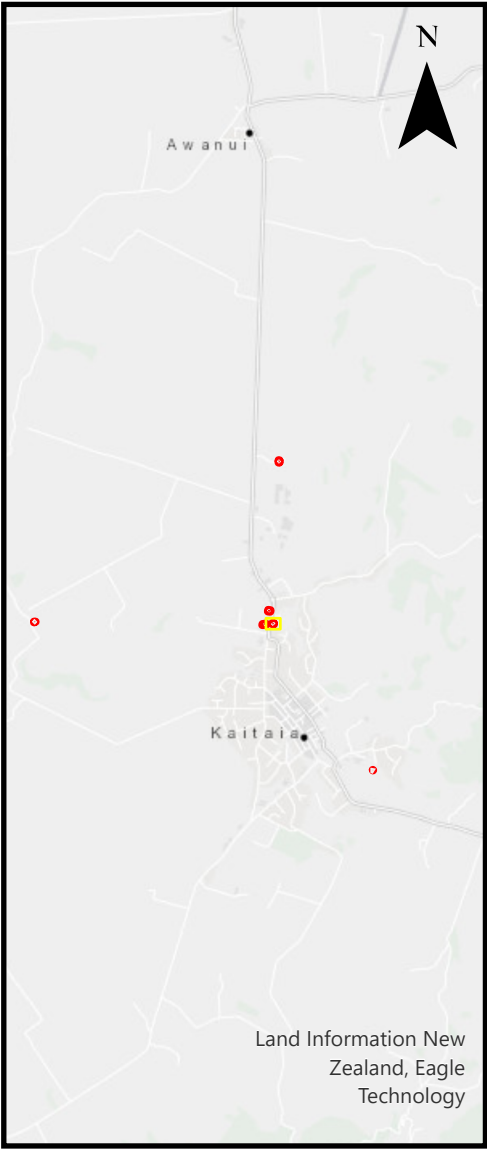 N
Awanui
Kaitaia
Land Information New
Zealand, Eagle
Technology